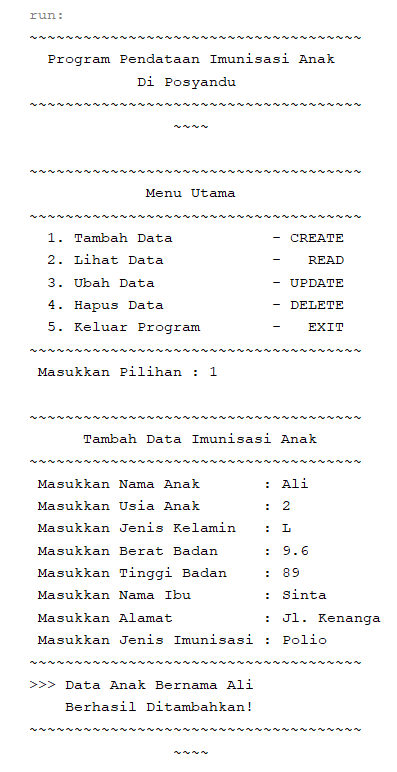 run:
~~~~~~~~~~~~~~~~~~~~~~~~~~~~~~~~~~~~~
Program Pendataan Imunisasi Anak
Di Posyandu
~~~~~~~~~~~~~~~~~~~~~~~~~~~~~~~~~~~~~
~~~~
~~~~~~~~~~~~~~~~~~~~~~~~~~~~~~~~~~~~~
Menu Utama
~~~~~~~~~~~~~~~~~~~~~~~~~~~~~~~~~~~~~
1. Tambah Data - CREATE
2. Lihat Data - READ
3. Ubah Data - UPDATE
4. Hapus Data - DELETE
5. Keluar Program - EXIT
~~~~~~~~~~~~~~~~~~~~~~~~~~~~~~~~~~~~~
Masukkan Pilihan : 1
~~~~~~~~~~~~~~~~~~~~~~~~~~~~~~~~~~~~~
Tambah Data Imunisasi Anak
~~~~~~~~~~~~~~~~~~~~~~~~~~~~~~~~~~~~~
Masukkan Nama Anak : Ali
Masukkan Usia Anak : 2
Masukkan Jenis Kelamin : L
Masukkan Berat Badan : 9.6
Masukkan Tinggi Badan : 89
Masukkan Nama Ibu : Sinta
Masukkan Alamat : Jl. Kenanga
Masukkan Jenis Imunisasi : Polio
~~~~~~~~~~~~~~~~~~~~~~~~~~~~~~~~~~~~~
>>> Data Anak Bernama Ali
Berhasil Ditambahkan!
~~~~~~~~~~~~~~~~~~~~~~~~~~~~~~~~~~~~~
~~~~